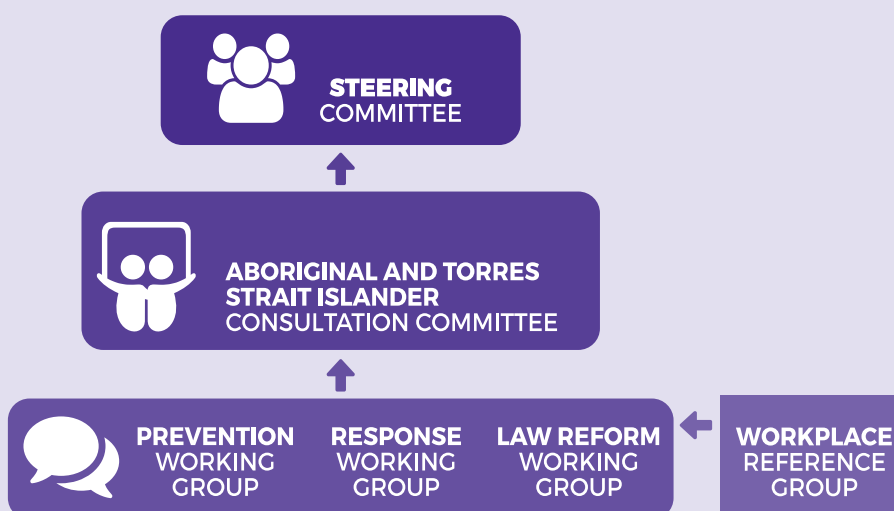 STEERING
COMMITTEE
ABORIGINAL AND TORRES
STRAIT ISLANDER
CONSULTATION COMMITTEE
PREVENTION
WORKING
GROUP
RESPONSE
WORKING
GROUP
LAW REFORM
WORKING
GROUP
WORKPLACE
REFERENCE
GROUP